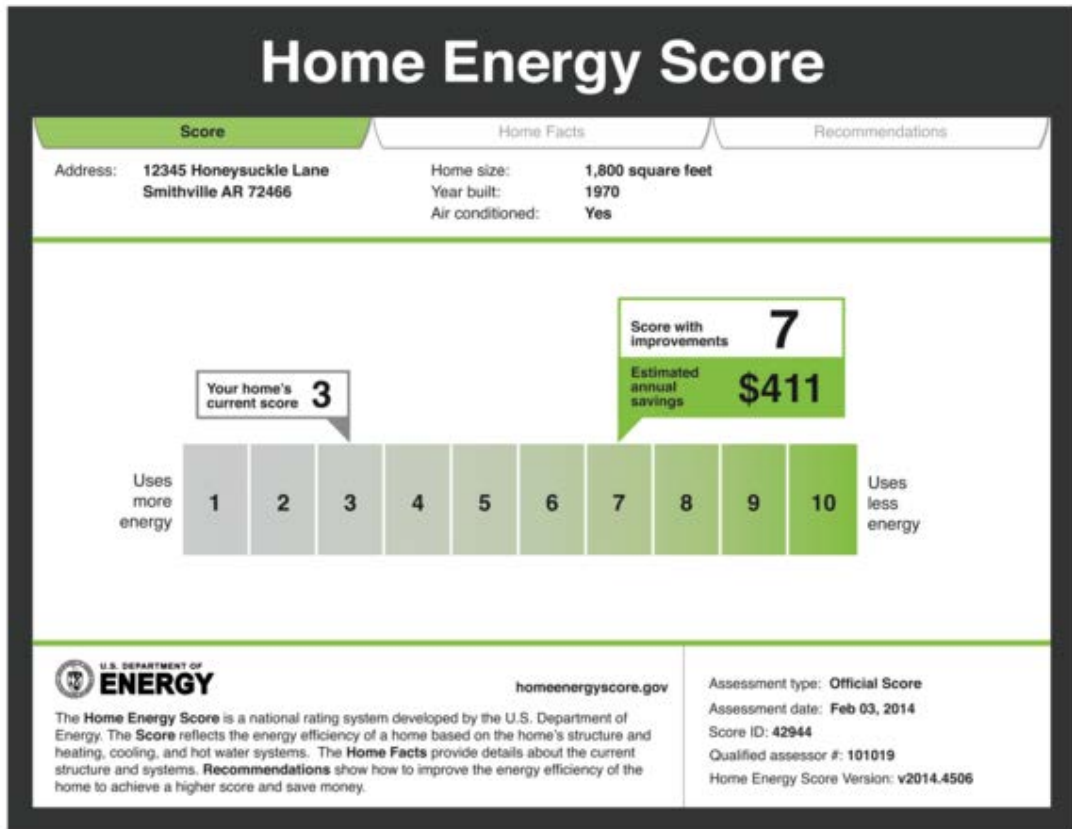 Home Energy Score
Score
Home Facts
Recommendations
Address: 12345 Honeysuckle Lane
Smithville AR 72466
Home size: 1,800 square feet
Year built: 1970
Air conditioned: Yes
Score with
improvements
7
Estimated
annual
savings
$411
Your home's
current score
3
Uses
more
energy
1 2 3 4 5 6 7 8 9 10
Uses
less
energy
U.S. DEPARTMENT OF
ENERGY
homeenergyscore.gov
The Home Energy Score is a national rating system developed by the U.S. Department of
Energy. The Score reflects the energy efficiency of a home based on the home's structure and
heating, cooling, and hot water systems. The Home Facts provide details about the current
structure and systems. Recommendations show how to improve the energy efficiency of the
home to achieve a higher score and save money.
Assessment type: Official Score
Assessment date: Feb 03, 2014
Score ID: 42944
Qualified assessor #: 101019
Home Energy Score Version: v2014.4506